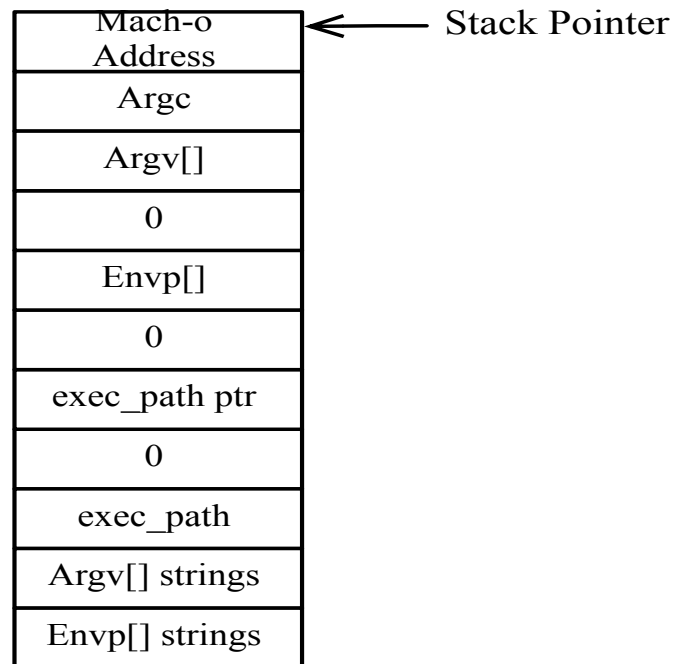 Mach-o
Address
Stack Pointer
Argc
Argv[]
0
Envp[]
0
exec_path ptr
0
exec_path
Argv[] strings
Envp[] strings